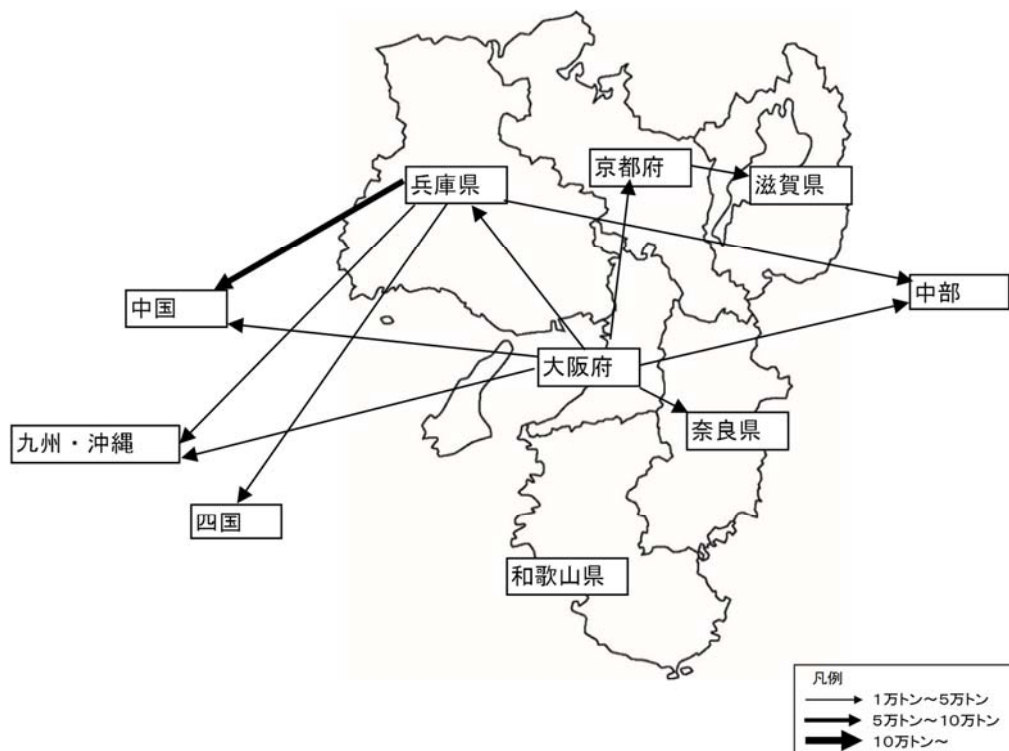 京都府
兵庫県
滋賀県
中国
中部
大阪府
奈良県
九州・沖縄
四国
和歌山県
凡例
1万トン～5万トン
5万トン～10万トン
10万トン～